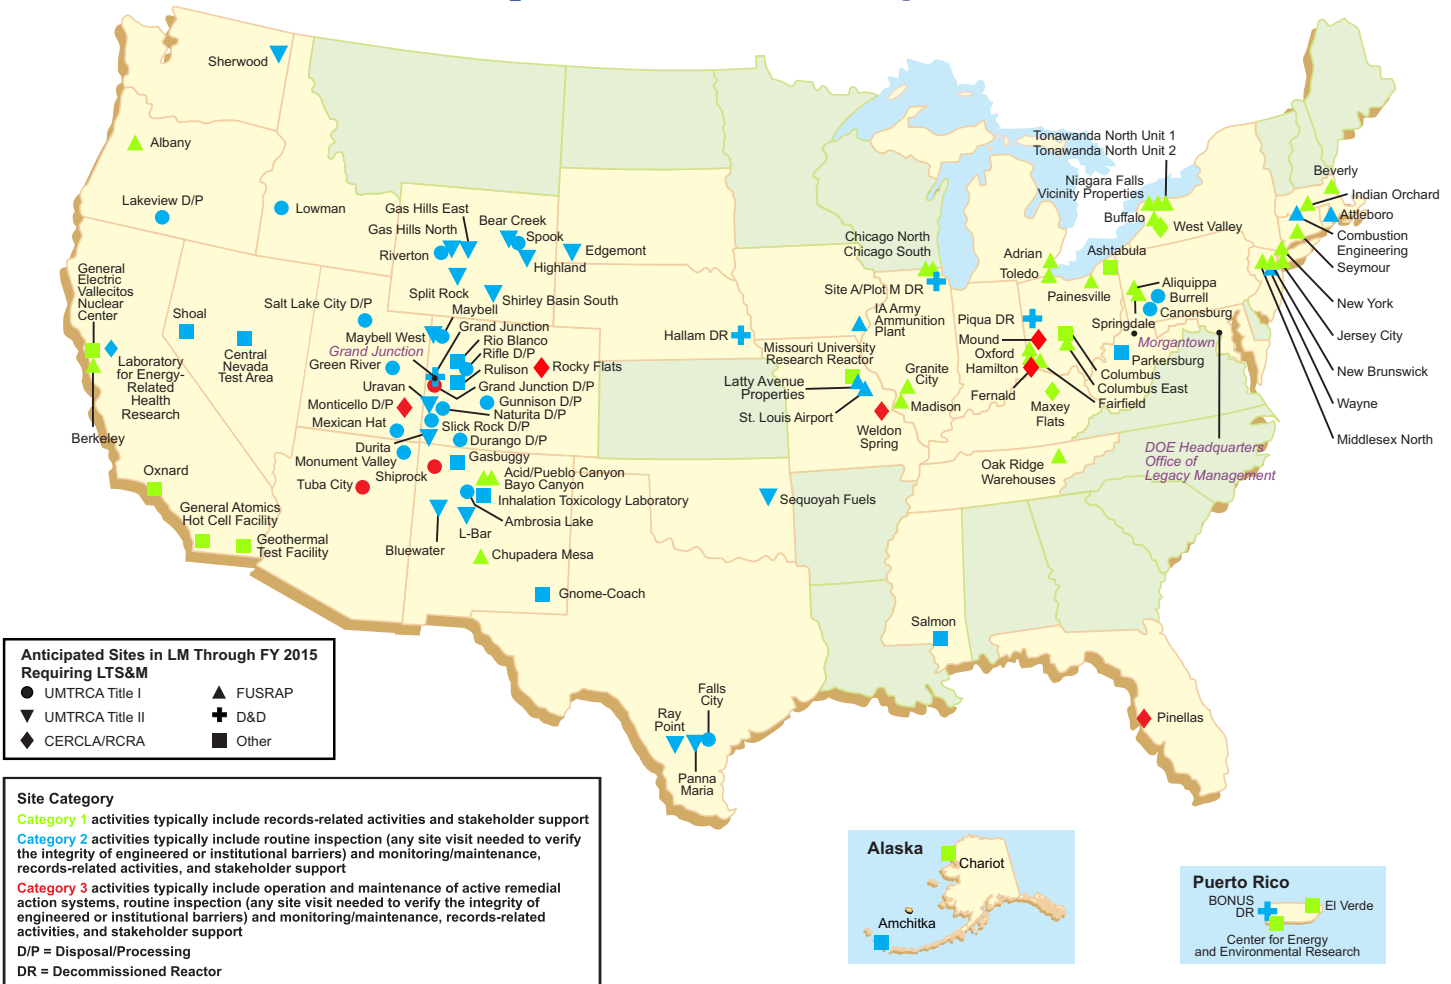 Sherwood
Albany
Lakeview D/P
Lowman
Gas Hills East
Gas Hills North
Bear Creek
Spook
Riverton
Highland
Edgemont
Split Rock
Shirley Basin South
General
Electric
Vallecitos
Nuclear
Center
Shoal
Salt Lake City D/P
Maybell
Maybell West
Grand Junction
Rio Blanco
Grand Junction
Rifle D/P
Green River
Rulison
Rocky Flats
Central
Nevada
Test Area
Laboratory
for Energy-
Related
Health
Research
Berkeley
Uravan
Grand Junction D/P
Gunnison D/P
Monticello D/P
Naturita D/P
Mexican Hat
Slick Rock D/P
Durita
Durango D/P
Monument Valley
Gasbuggy
Shiprock
Tuba City
Acid/Pueblo Canyon
Bayo Canyon
Inhalation Toxicology Laboratory
Ambrosia Lake
L-Bar
Bluewater
Chupadera Mesa
Gnome-Coach
Oxnard
General Atomics
Hot Cell Facility
Geothermal
Test Facility
Hallam DR
Sequoyah Fuels
Chicago North
Chicago South
Site A/Plot M DR
IA Army
Ammunition
Plant
Missouri University
Research Reactor
Latty Avenue
Properties
St. Louis Airport
Granite
City
Madison
Weldon
Spring
Tonawanda North Unit 1
Tonawanda North Unit 2
Niagara Falls
Vicinity Properties
Buffalo
West Valley
Adrian
Toledo
Ashtabula
Painesville
Aliquippa
Burrell
Canonsburg
Springdale
Morgantown
Piqua DR
Mound
Oxford
Hamilton
Fernald
Parkersburg
Columbus
Columbus East
Fairfield
Maxey
Flats
Oak Ridge
Warehouses
DOE Headquarters
Office of
Legacy Management
Beverly
Indian Orchard
Attleboro
Combustion
Engineering
Seymour
New York
Jersey City
New Brunswick
Wayne
Middlesex North
Salmon
Pinellas
Falls
City
Ray
Point
Panna
Maria
Anticipated Sites in LM Through FY 2015
Requiring LTS&M
UMTRCA Title I
FUSRAP
UMTRCA Title II
D&D
CERCLA/RCRA
Other
Site Category
Category 1 activities typically include records-related activities and stakeholder support
Category 2 activities typically include routine inspection (any site visit needed to verify
the integrity of engineered or institutional barriers) and monitoring/maintenance,
records-related activities, and stakeholder support
Category 3 activities typically include operation and maintenance of active remedial
action systems, routine inspection (any site visit needed to verify the integrity of
engineered or institutional barriers) and monitoring/maintenance, records-related
activities, and stakeholder support
D/P = Disposal/Processing
DR = Decommissioned Reactor
Alaska
Chariot
Amchitka
Puerto Rico
BONUS
DR
El Verde
Center for Energy
and Environmental Research